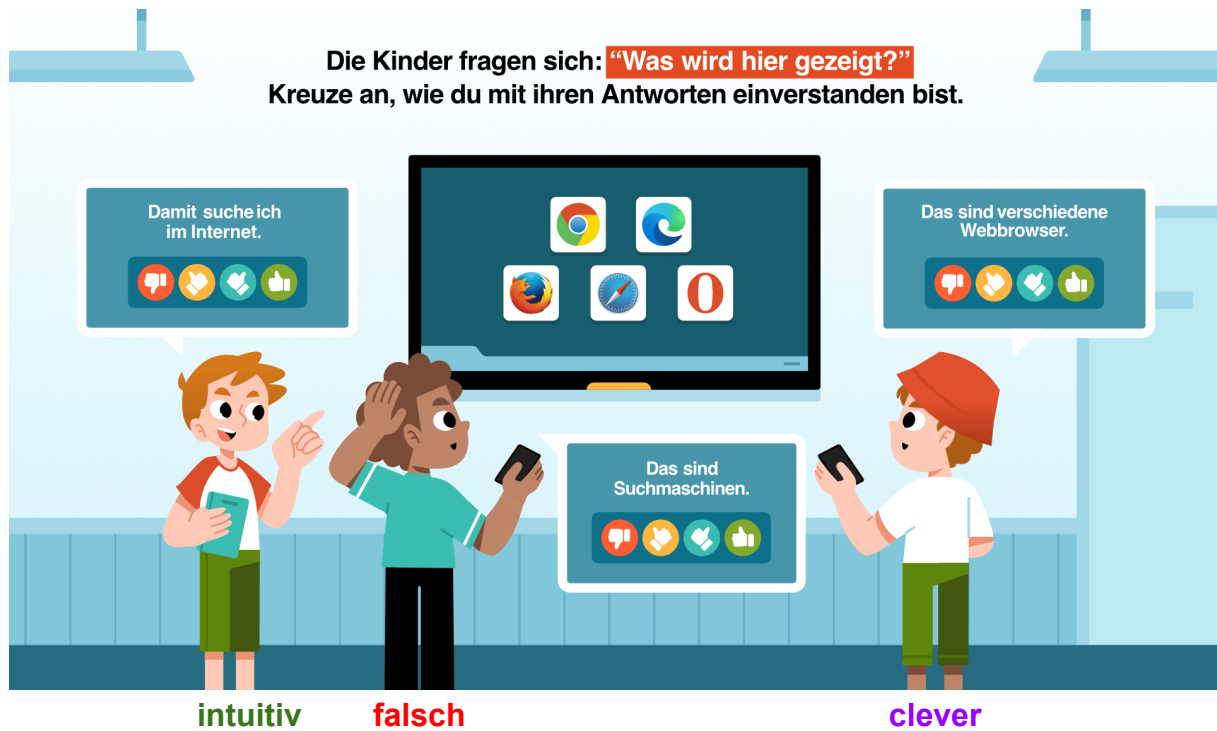 Die Kinder fragen sich: “Was wird hier gezeigt?”
Kreuze an, wie du mit ihren Antworten einverstanden bist.
Damit suche ich
im Internet.
Das sind verschiedene
Webbrowser.
Das sind
Suchmaschinen.
intuitiv
falsch
clever